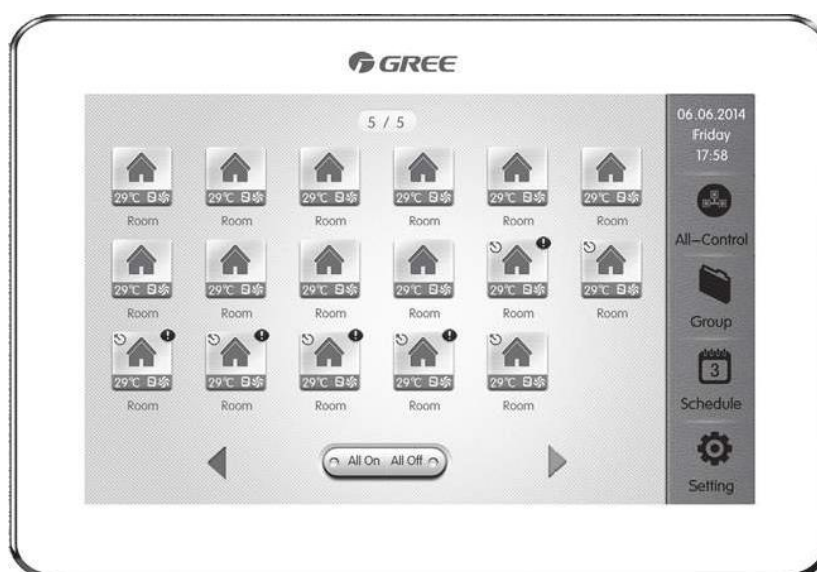 GREE
5 / 5
06.06.2014
Friday
17:58
29℃ 29℃ 29℃ 29℃ 29℃ 29℃
Room Room Room Room Room Room
All-Control
29℃ 29℃ 29℃ 29℃ 29℃ 29℃
Room Room Room Room Room Room
Group
29℃ 29℃ 29℃ 29℃ 29℃
Room Room Room Room Room
3
Schedule
All On All Off
Setting